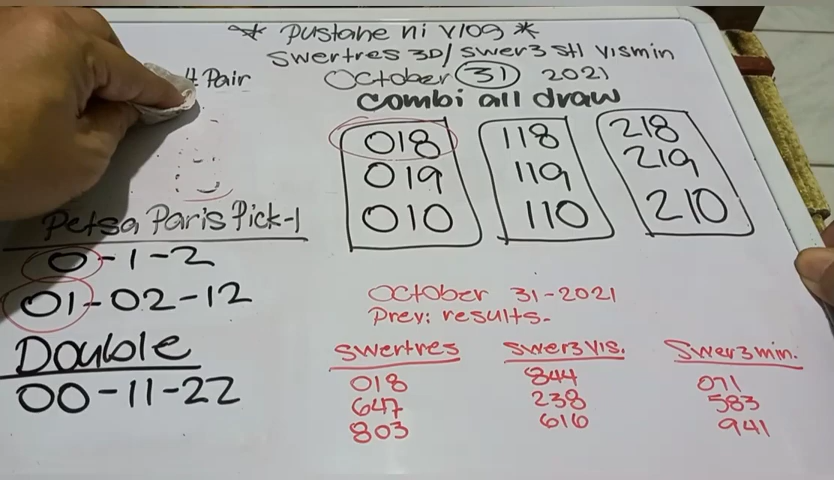 * Pustahe ni vlog *
Swertres 3D/ swer3 stl vismin
October 31 2021
Pair
Combi all draw
018 118 218
019 119 219
010 110 210
Petsa Paris Pick-1
0-1-2
01-02-12
Double
00-11-22
October 31-2021
Prev: results-
Swertres Swer3 vis. Swer3 min.
018 844 071
647 238 583
803 616 941